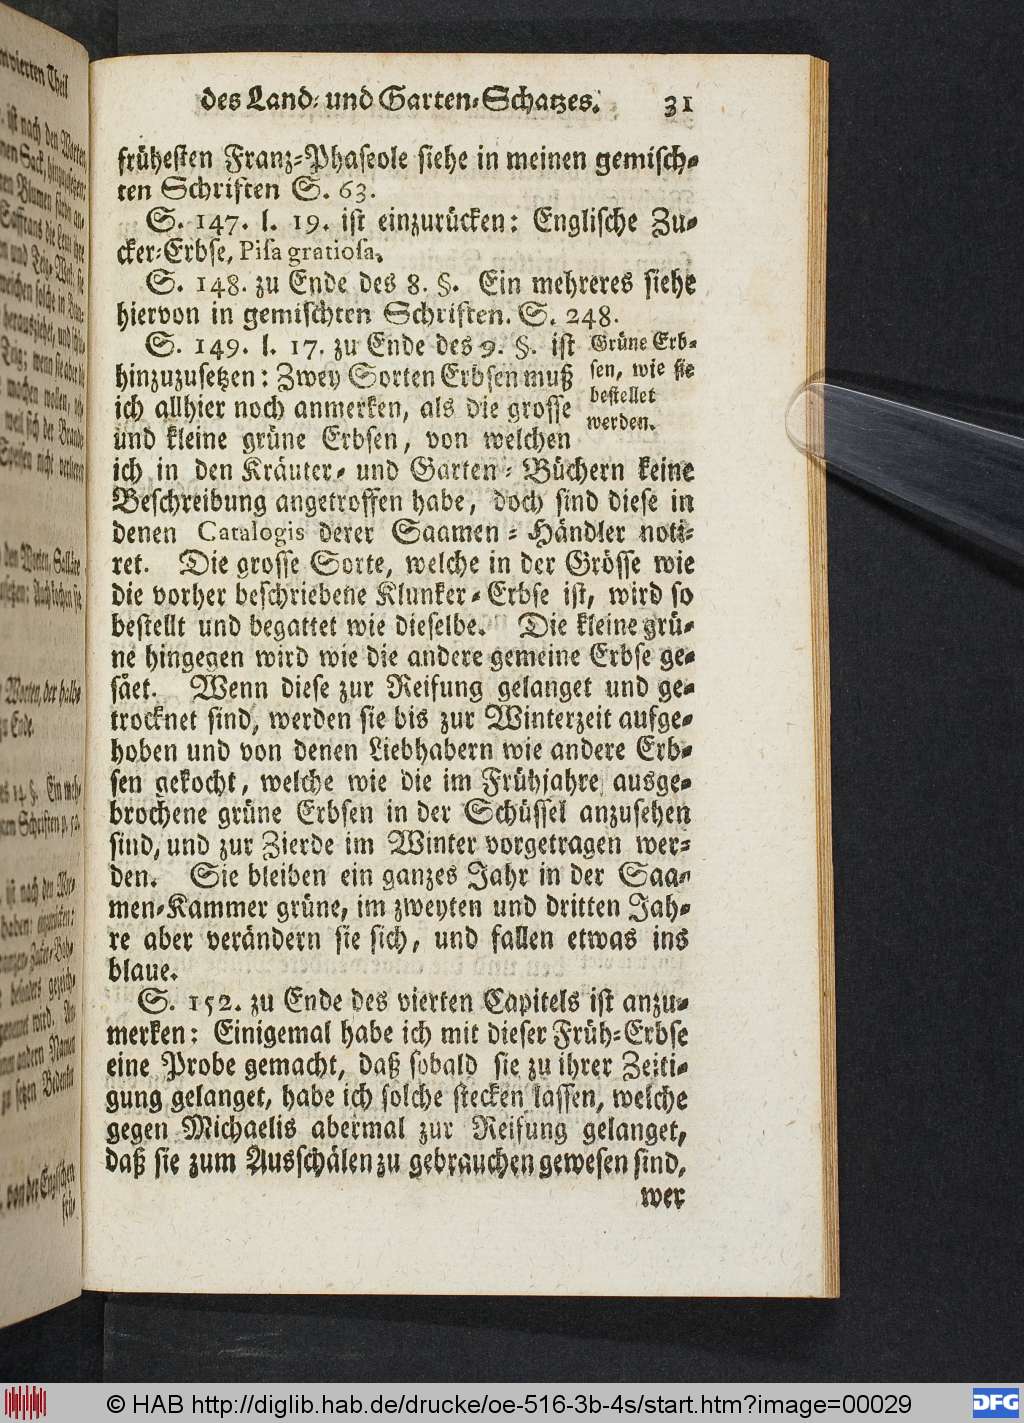 des Land- und Garten-Schatzes. 31
frühesten Franz-Phaseole siehe in meinen gemisch-
ten Schriften S. 63.
S. 147. l. 19. ist einzurücken: Englische Zu-
cker-Erbse, Pisa gratiosa.
S. 148. zu Ende des 8. §. Ein mehreres siehe
hiervon in gemischten Schriften. S. 248.
S. 149. l. 17. zu Ende des 9. §. ist
hinzuzusetzen: Zwey Sorten Erbsen muß
ich allhier noch anmerken, als die grosse
und kleine grüne Erbsen, von welchen
Grüne Erb-
sen, wie sie
bestellet
werden.
ich in den Kräuter- und Garten-Büchern keine
Beschreibung angetroffen habe, doch sind diese in
denen Catalogis derer Saamen-Händler noti-
ret. Die grosse Sorte, welche in der Grösse wie
die vorher beschriebene Klunker-Erbse ist, wird so
bestellt und begattet wie dieselbe. Die kleine grü-
ne hingegen wird wie die andere gemeine Erbse ge-
säet. Wenn diese zur Reifung gelanget und ge-
trocknet sind, werden sie bis zur Winterzeit aufge-
hoben und von denen Liebhabern wie andere Erb-
sen gekocht, welche wie die im Frühjahre ausge-
brochene grüne Erbsen in der Schüssel anzusehen
sind, und zur Zierde im Winter vorgetragen wer-
den. Sie bleiben ein ganzes Jahr in der Saa-
men-Kammer grüne, im zweyten und dritten Jah-
re aber verändern sie sich, und fallen etwas ins
blaue.
S. 152. zu Ende des vierten Capitels ist anzu-
merken: Einigemal habe ich mit dieser Früh-Erbse
eine Probe gemacht, daß sobald sie zu ihrer Zeiti-
gung gelanget, habe ich solche stecken lassen, welche
gegen Michaelis abermal zur Reifung gelanget,
daß sie zum Ausschälen zu gebrauchen gewesen sind,
wer
© HAB http://diglib.hab.de/drucke/oe-516-3b-4s/start.htm?image=00029
DFG